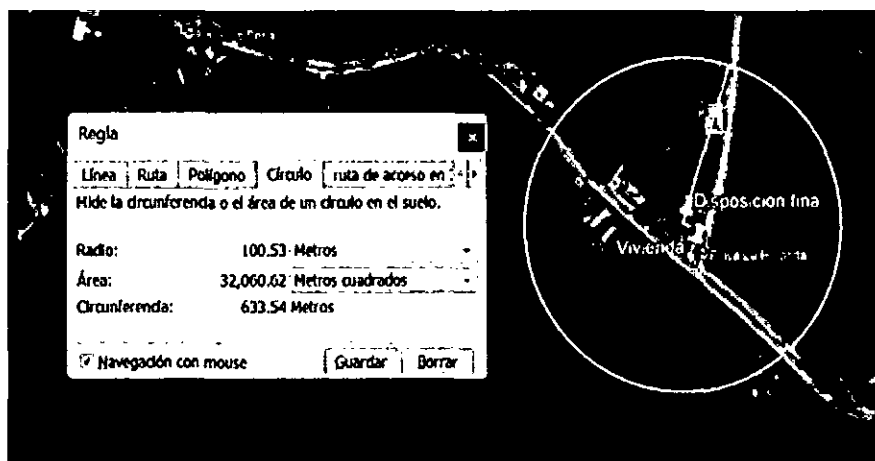 Regla
Línea Ruta Polígono Círculo ruta de acceso en
Mide la circunferencia o el área de un círculo en el suelo.
Radio: 100.53 Metros
Área: 32,060.62 Metros cuadrados
Circunferencia: 633.54 Metros
Navegación con mouse Guardar Borrar
Disposicion fina
Vivienda